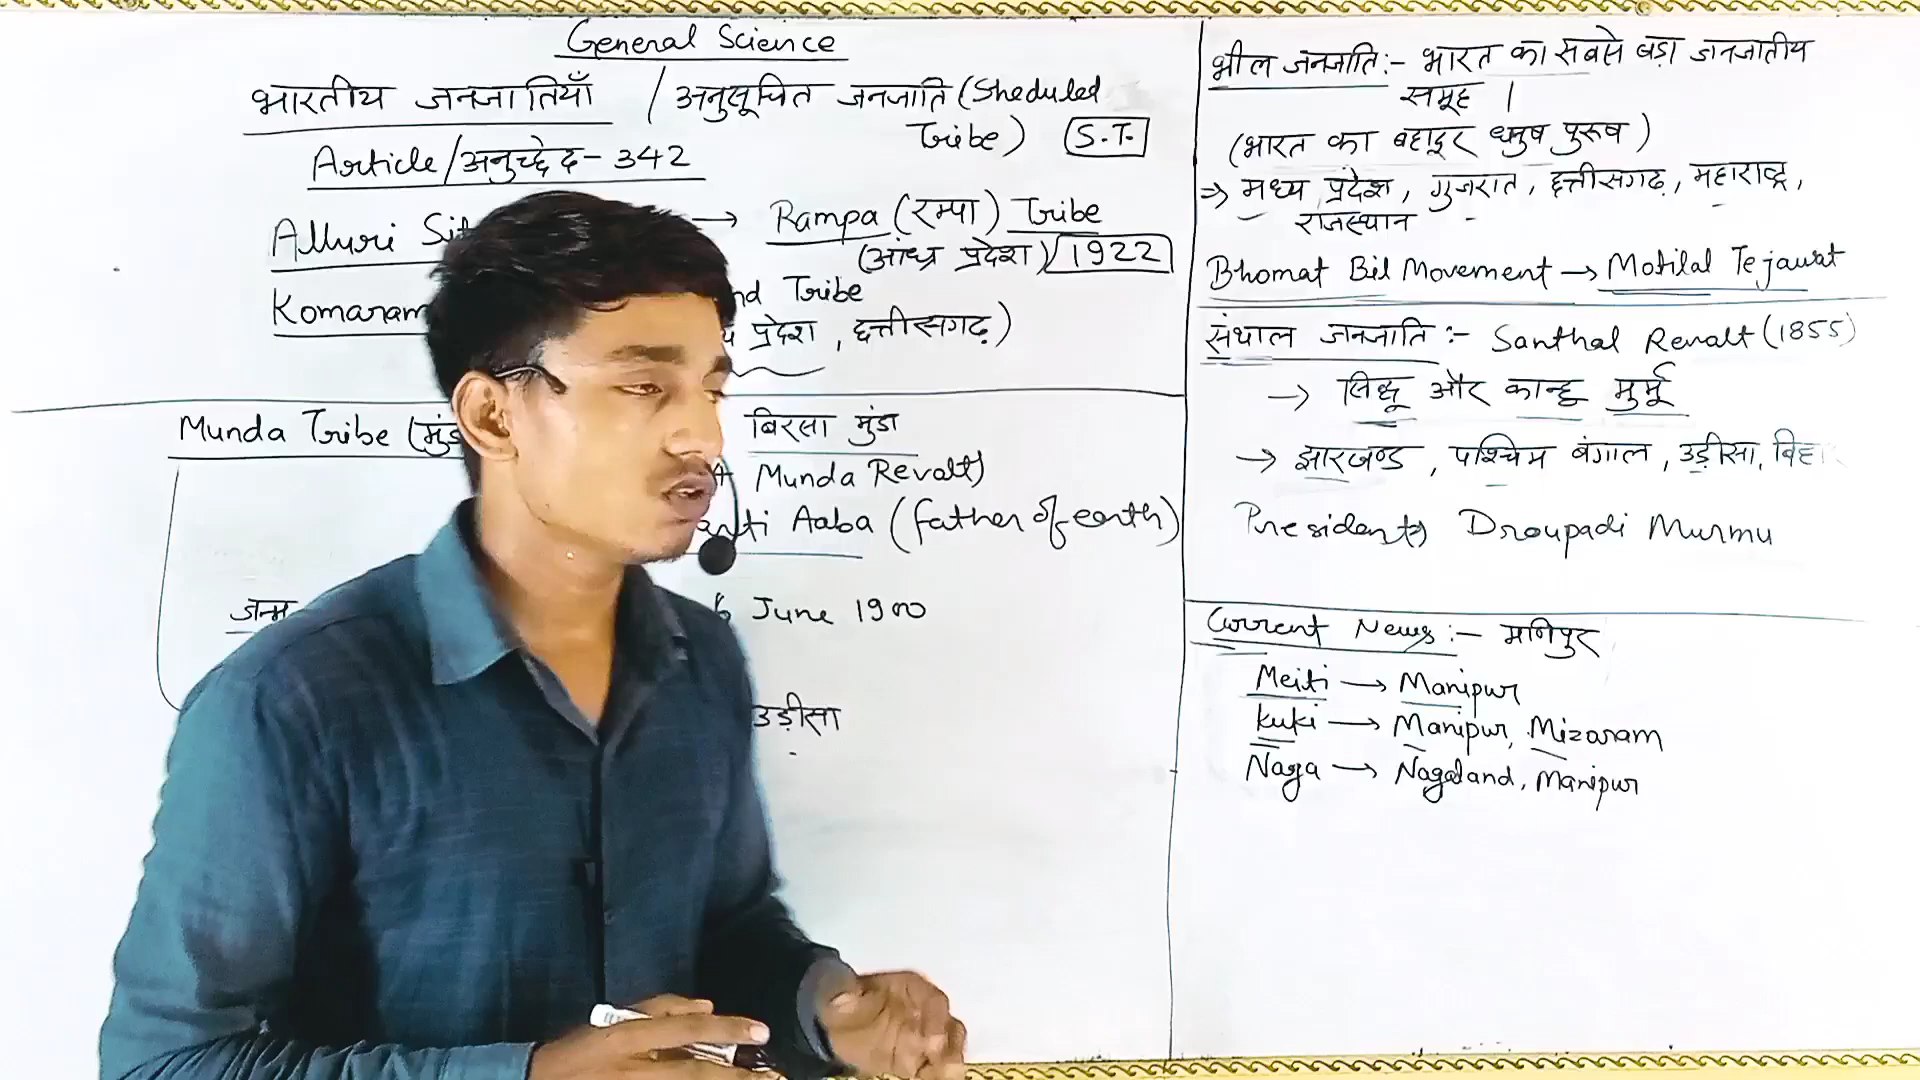 General Science
भारतीय जनजातियाँ / अनुसूचित जनजाति (Sheduled
Tribe) S.T.
Article/अनुच्छेद - 342
Alluri Sit → Rampa (रम्पा) Tribe
(आंध्र प्रदेश) 1922
Komaram nd Tribe
प्रदेश, छत्तीसगढ़)
Munda Tribe (मुंड बिरसा मुंडा
Munda Revolt)
Aaba (father of earth)
जन्म June 1900
उड़ीसा
भील जनजाति :- भारत का सबसे बड़ा जनजातीय
समूह |
(भारत का बहादूर धनुष पुरूष)
⇒ मध्य प्रदेश, गुजरात, छत्तीसगढ़, महाराष्ट्र,
राजस्थान
Bhomat Bil Movement → Motilal Tejawat
संथाल जनजाति :- Santhal Revolt (1855)
→ सिद्धू और कान्हू मुर्मू
→ झारखण्ड, पश्चिम बंगाल, उड़ीसा, बिहा
President → Droupadi Murmu
Current News :- मणिपुर
Meiti → Manipur
Kuki → Manipur, Mizoram
Naga → Nagaland, Manipur